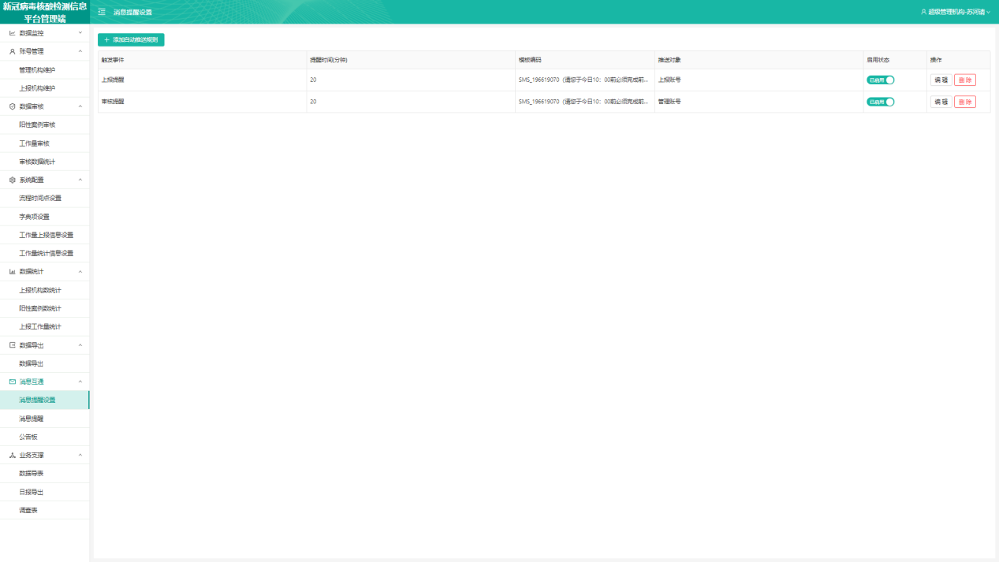 新冠病毒核酸检测信息
平台管理端
消息提醒设置
超级管理机构-苏河清
数据监控
账号管理
管理机构维护
上报机构维护
数据审核
阳性案例审核
工作量审核
审核数据统计
系统配置
流程时间点设置
字典项设置
工作量上报信息设置
工作量统计信息设置
数据统计
上报机构数统计
阳性案例数统计
上报工作量统计
数据导出
数据导出
消息互通
消息提醒设置
消息提醒
公告板
业务支撑
数据导表
日报导出
调查表
+ 添加自动推送规则
触发事件 提醒时间(分钟) 模板编码 推送对象 启用状态 操作
上报提醒 20 SMS_196619070（请您于今日10：00前必须完成前... 上报账号 已启用 编 辑 删 除
审核提醒 20 SMS_196619070（请您于今日10：00前必须完成前... 管理账号 已启用 编 辑 删 除